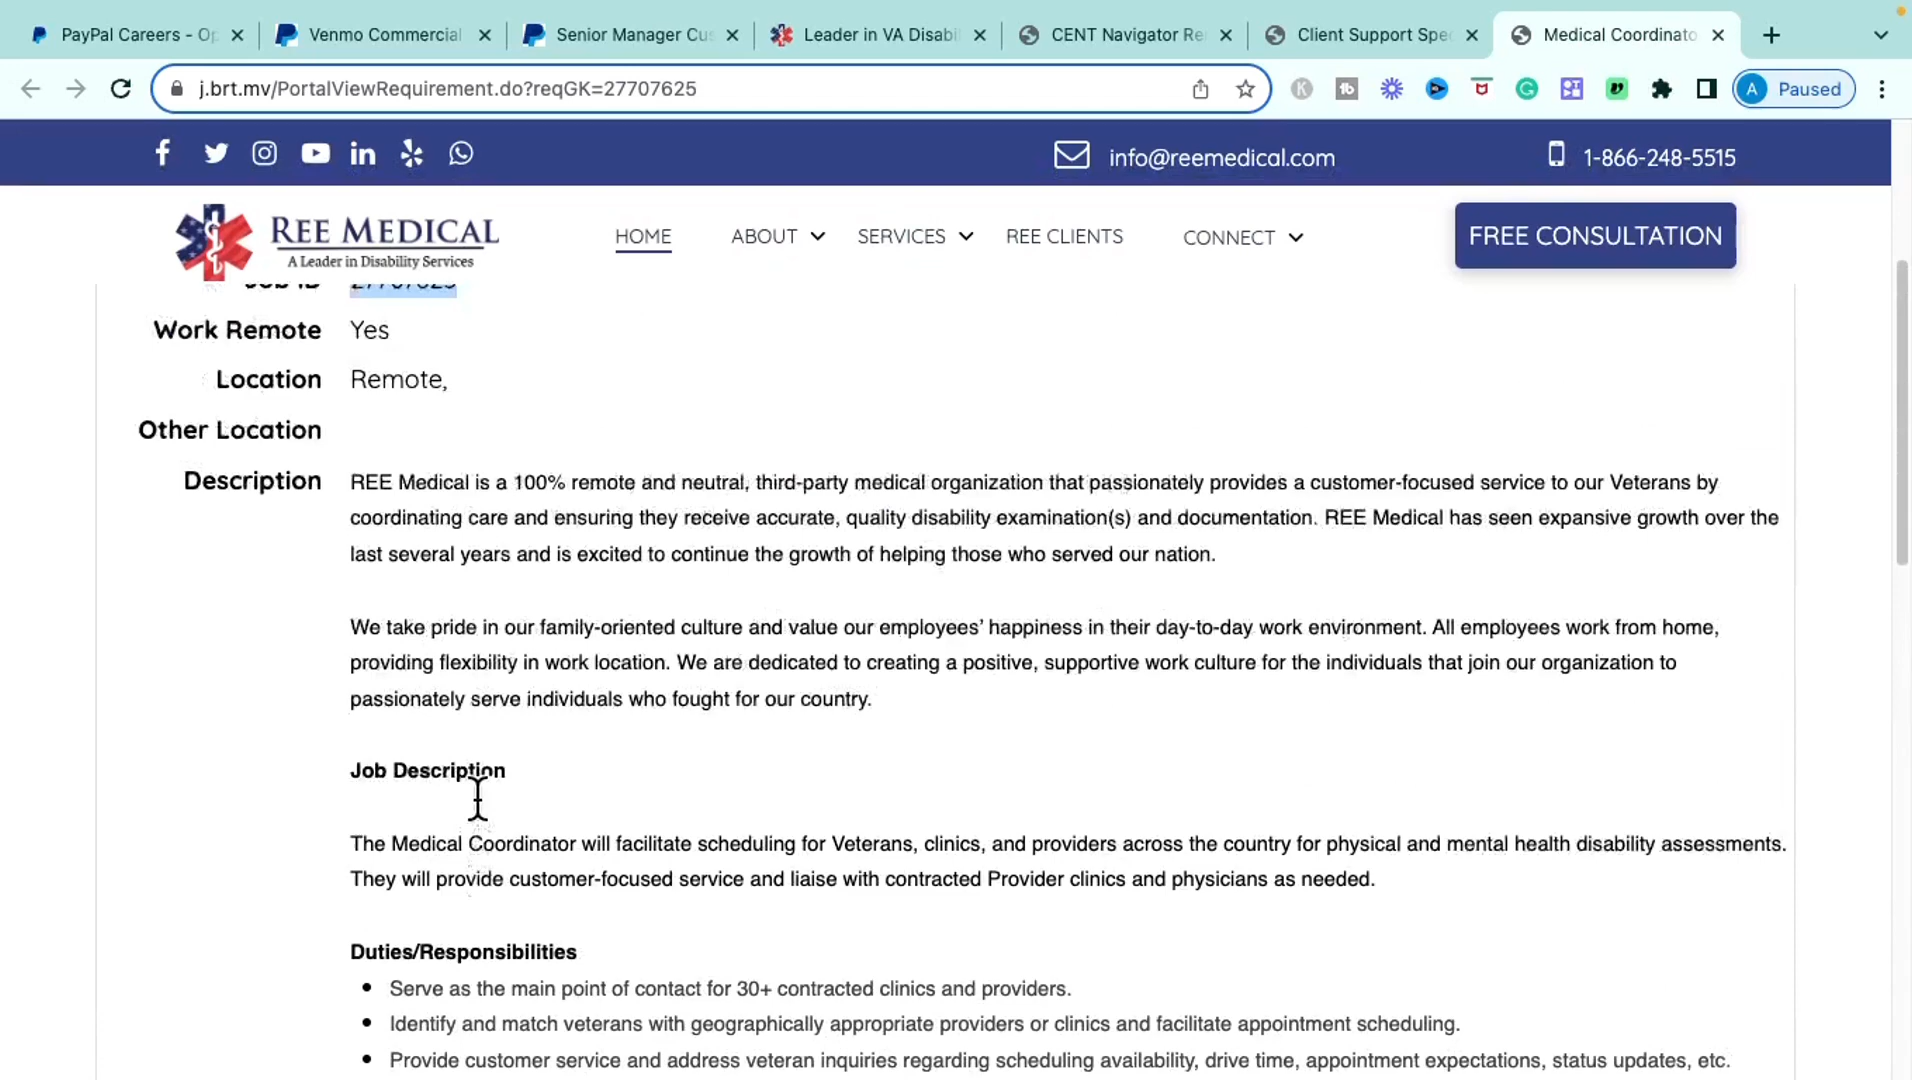 PayPal Careers - Op
Venmo Commercial
Senior Manager Cus
Leader in VA Disabi
CENT Navigator Re
Client Support Spe
Medical Coordinato
j.brt.mv/PortalViewRequirement.do?reqGK=27707625
A Paused
info@reemedical.com
1-866-248-5515
REE MEDICAL
A Leader in Disability Services
HOME
ABOUT
SERVICES
REE CLIENTS
CONNECT
FREE CONSULTATION
Job ID 27707625
Work Remote Yes
Location Remote,
Other Location
Description REE Medical is a 100% remote and neutral, third-party medical organization that passionately provides a customer-focused service to our Veterans by
coordinating care and ensuring they receive accurate, quality disability examination(s) and documentation. REE Medical has seen expansive growth over the
last several years and is excited to continue the growth of helping those who served our nation.
We take pride in our family-oriented culture and value our employees’ happiness in their day-to-day work environment. All employees work from home,
providing flexibility in work location. We are dedicated to creating a positive, supportive work culture for the individuals that join our organization to
passionately serve individuals who fought for our country.
Job Description
The Medical Coordinator will facilitate scheduling for Veterans, clinics, and providers across the country for physical and mental health disability assessments.
They will provide customer-focused service and liaise with contracted Provider clinics and physicians as needed.
Duties/Responsibilities
• Serve as the main point of contact for 30+ contracted clinics and providers.
• Identify and match veterans with geographically appropriate providers or clinics and facilitate appointment scheduling.
• Provide customer service and address veteran inquiries regarding scheduling availability, drive time, appointment expectations, status updates, etc.